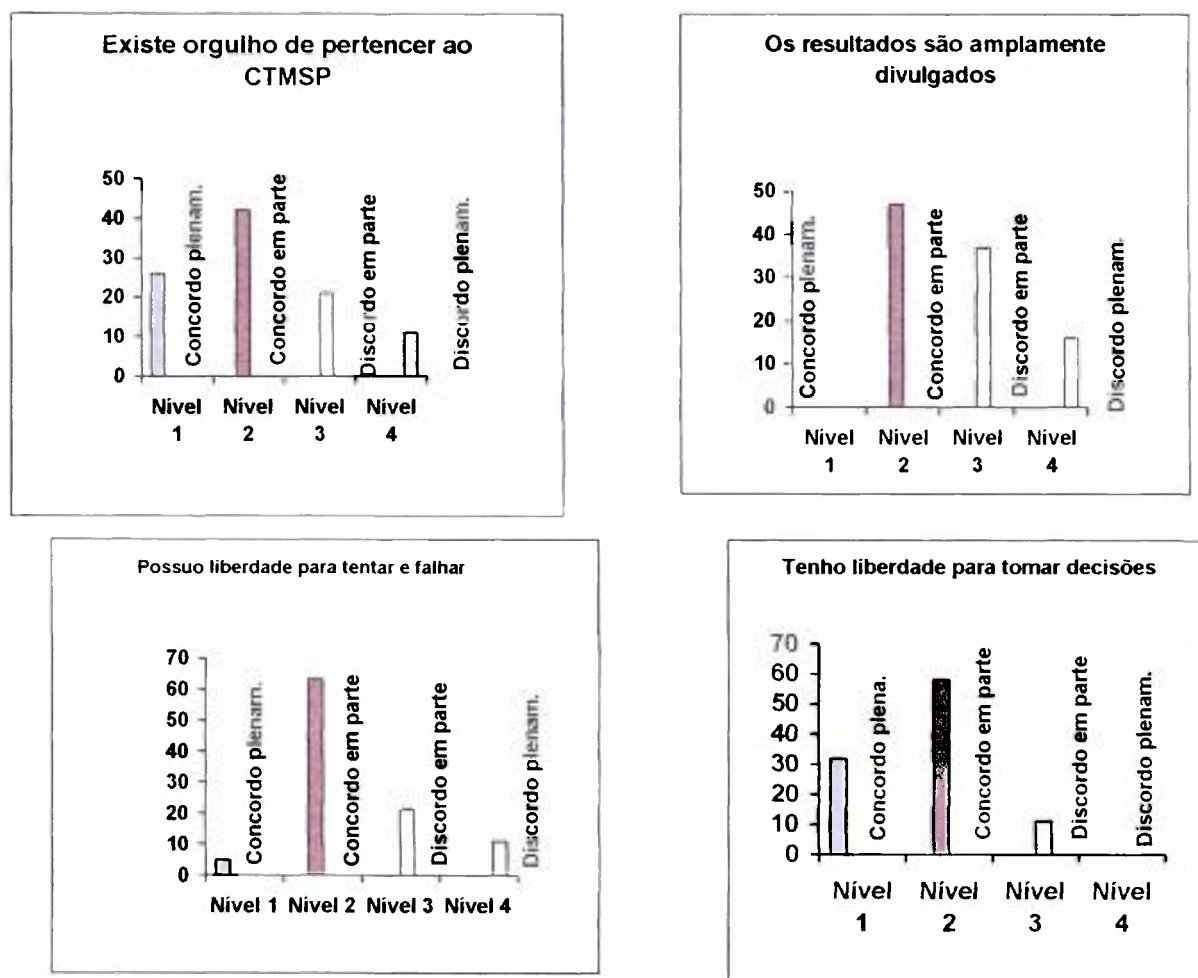 Existe orgulho de pertencer ao
CTMSP
50
40
30
20
10
0
Concordo plenam.
Concordo em parte
Discordo em parte
Discordo plenam.
Nível
1
Nível
2
Nível
3
Nível
4
Os resultados são amplamente
divulgados
50
40
30
20
10
0
Concordo plenam.
Concordo em parte
Discordo em parte
Discordo plenam.
Nível
1
Nível
2
Nível
3
Nível
4
Possuo liberdade para tentar e falhar
70
60
50
40
30
20
10
0
Concordo plenam.
Concordo em parte
Discordo em parte
Discordo plenam.
Nível 1 Nível 2 Nível 3 Nível 4
Tenho liberdade para tomar decisões
70
60
50
40
30
20
10
0
Concordo plena.
Concordo em parte
Discordo em parte
Discordo plenam.
Nível
1
Nível
2
Nível
3
Nível
4